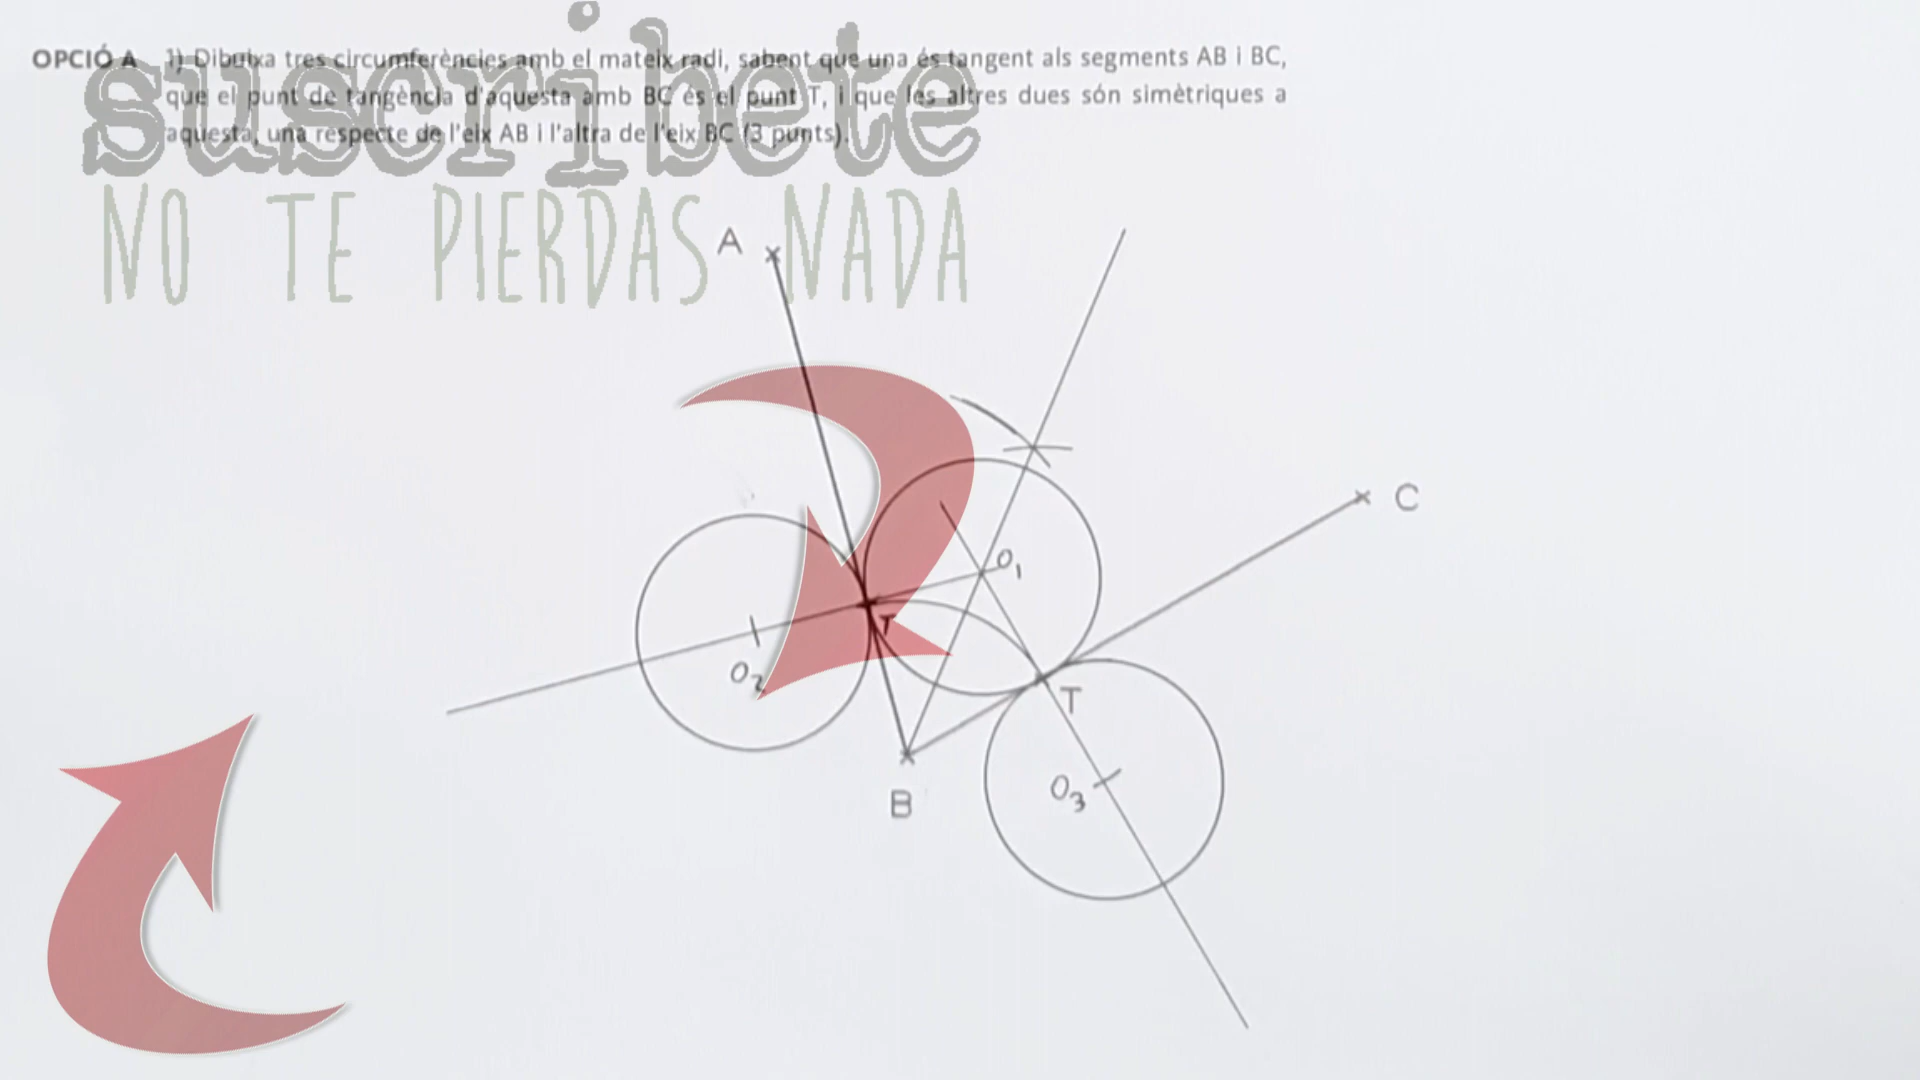 OPCIÓ A 1) Dibuixa tres circumferències amb el mateix radi, sabent que una és tangent als segments AB i BC,
que el punt de tangència d'aquesta amb BC és el punt T, i que les altres dues són simètriques a
aquesta, una respecte de l'eix AB i l'altra de l'eix BC (3 punts).
suscribete
NO TE PIERDAS NADA
A
C
O1
T
O2
T
O3
B